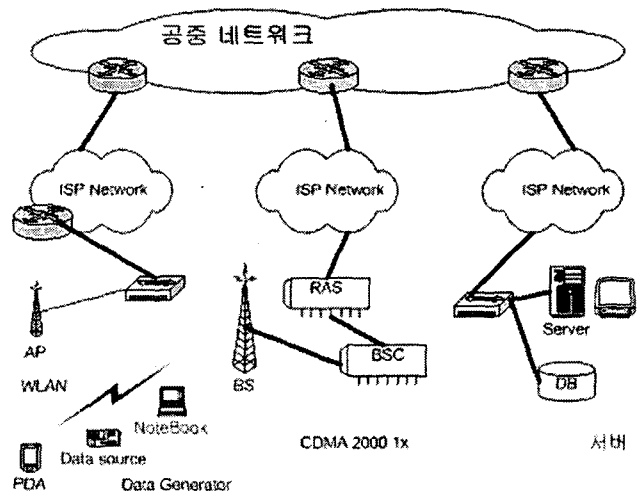 공중 네트워크
ISP Network
ISP Network
ISP Network
RAS
BSC
AP
WLAN
BS
Server
DB
NoteBook
Data source
PDA
Data Generator
CDMA 2000 1x
서버